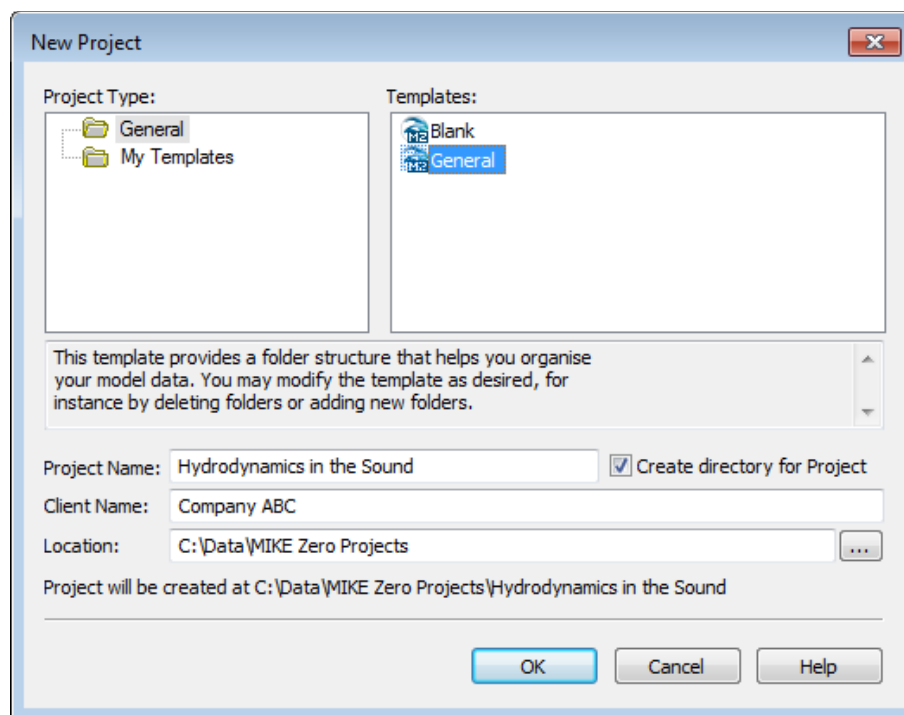 New Project
Project Type:
Templates:
General
My Templates
MZ Blank
MZ General
This template provides a folder structure that helps you organise
your model data. You may modify the template as desired, for
instance by deleting folders or adding new folders.
Project Name: Hydrodynamics in the Sound
Create directory for Project
Client Name: Company ABC
Location: C:\Data\MIKE Zero Projects ...
Project will be created at C:\Data\MIKE Zero Projects\Hydrodynamics in the Sound
OK Cancel Help